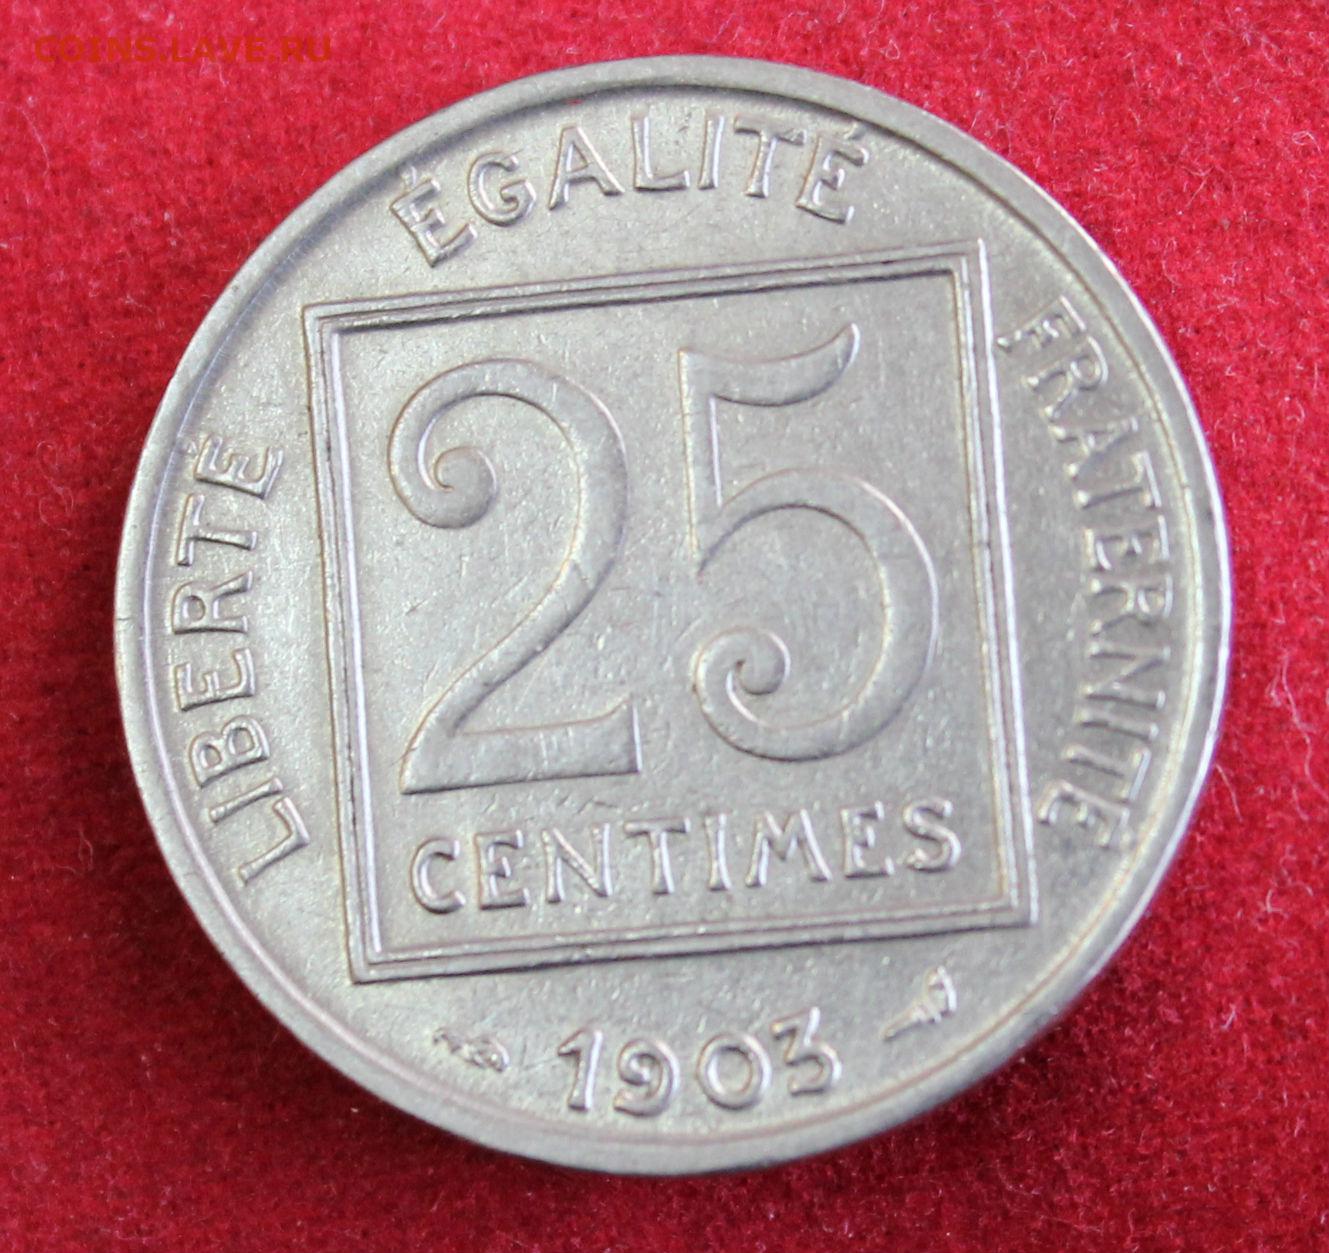 COINS.LAVE.RU
LIBERTÉ
ÉGALITÉ
FRATERNITÉ
25
CENTIMES
1903